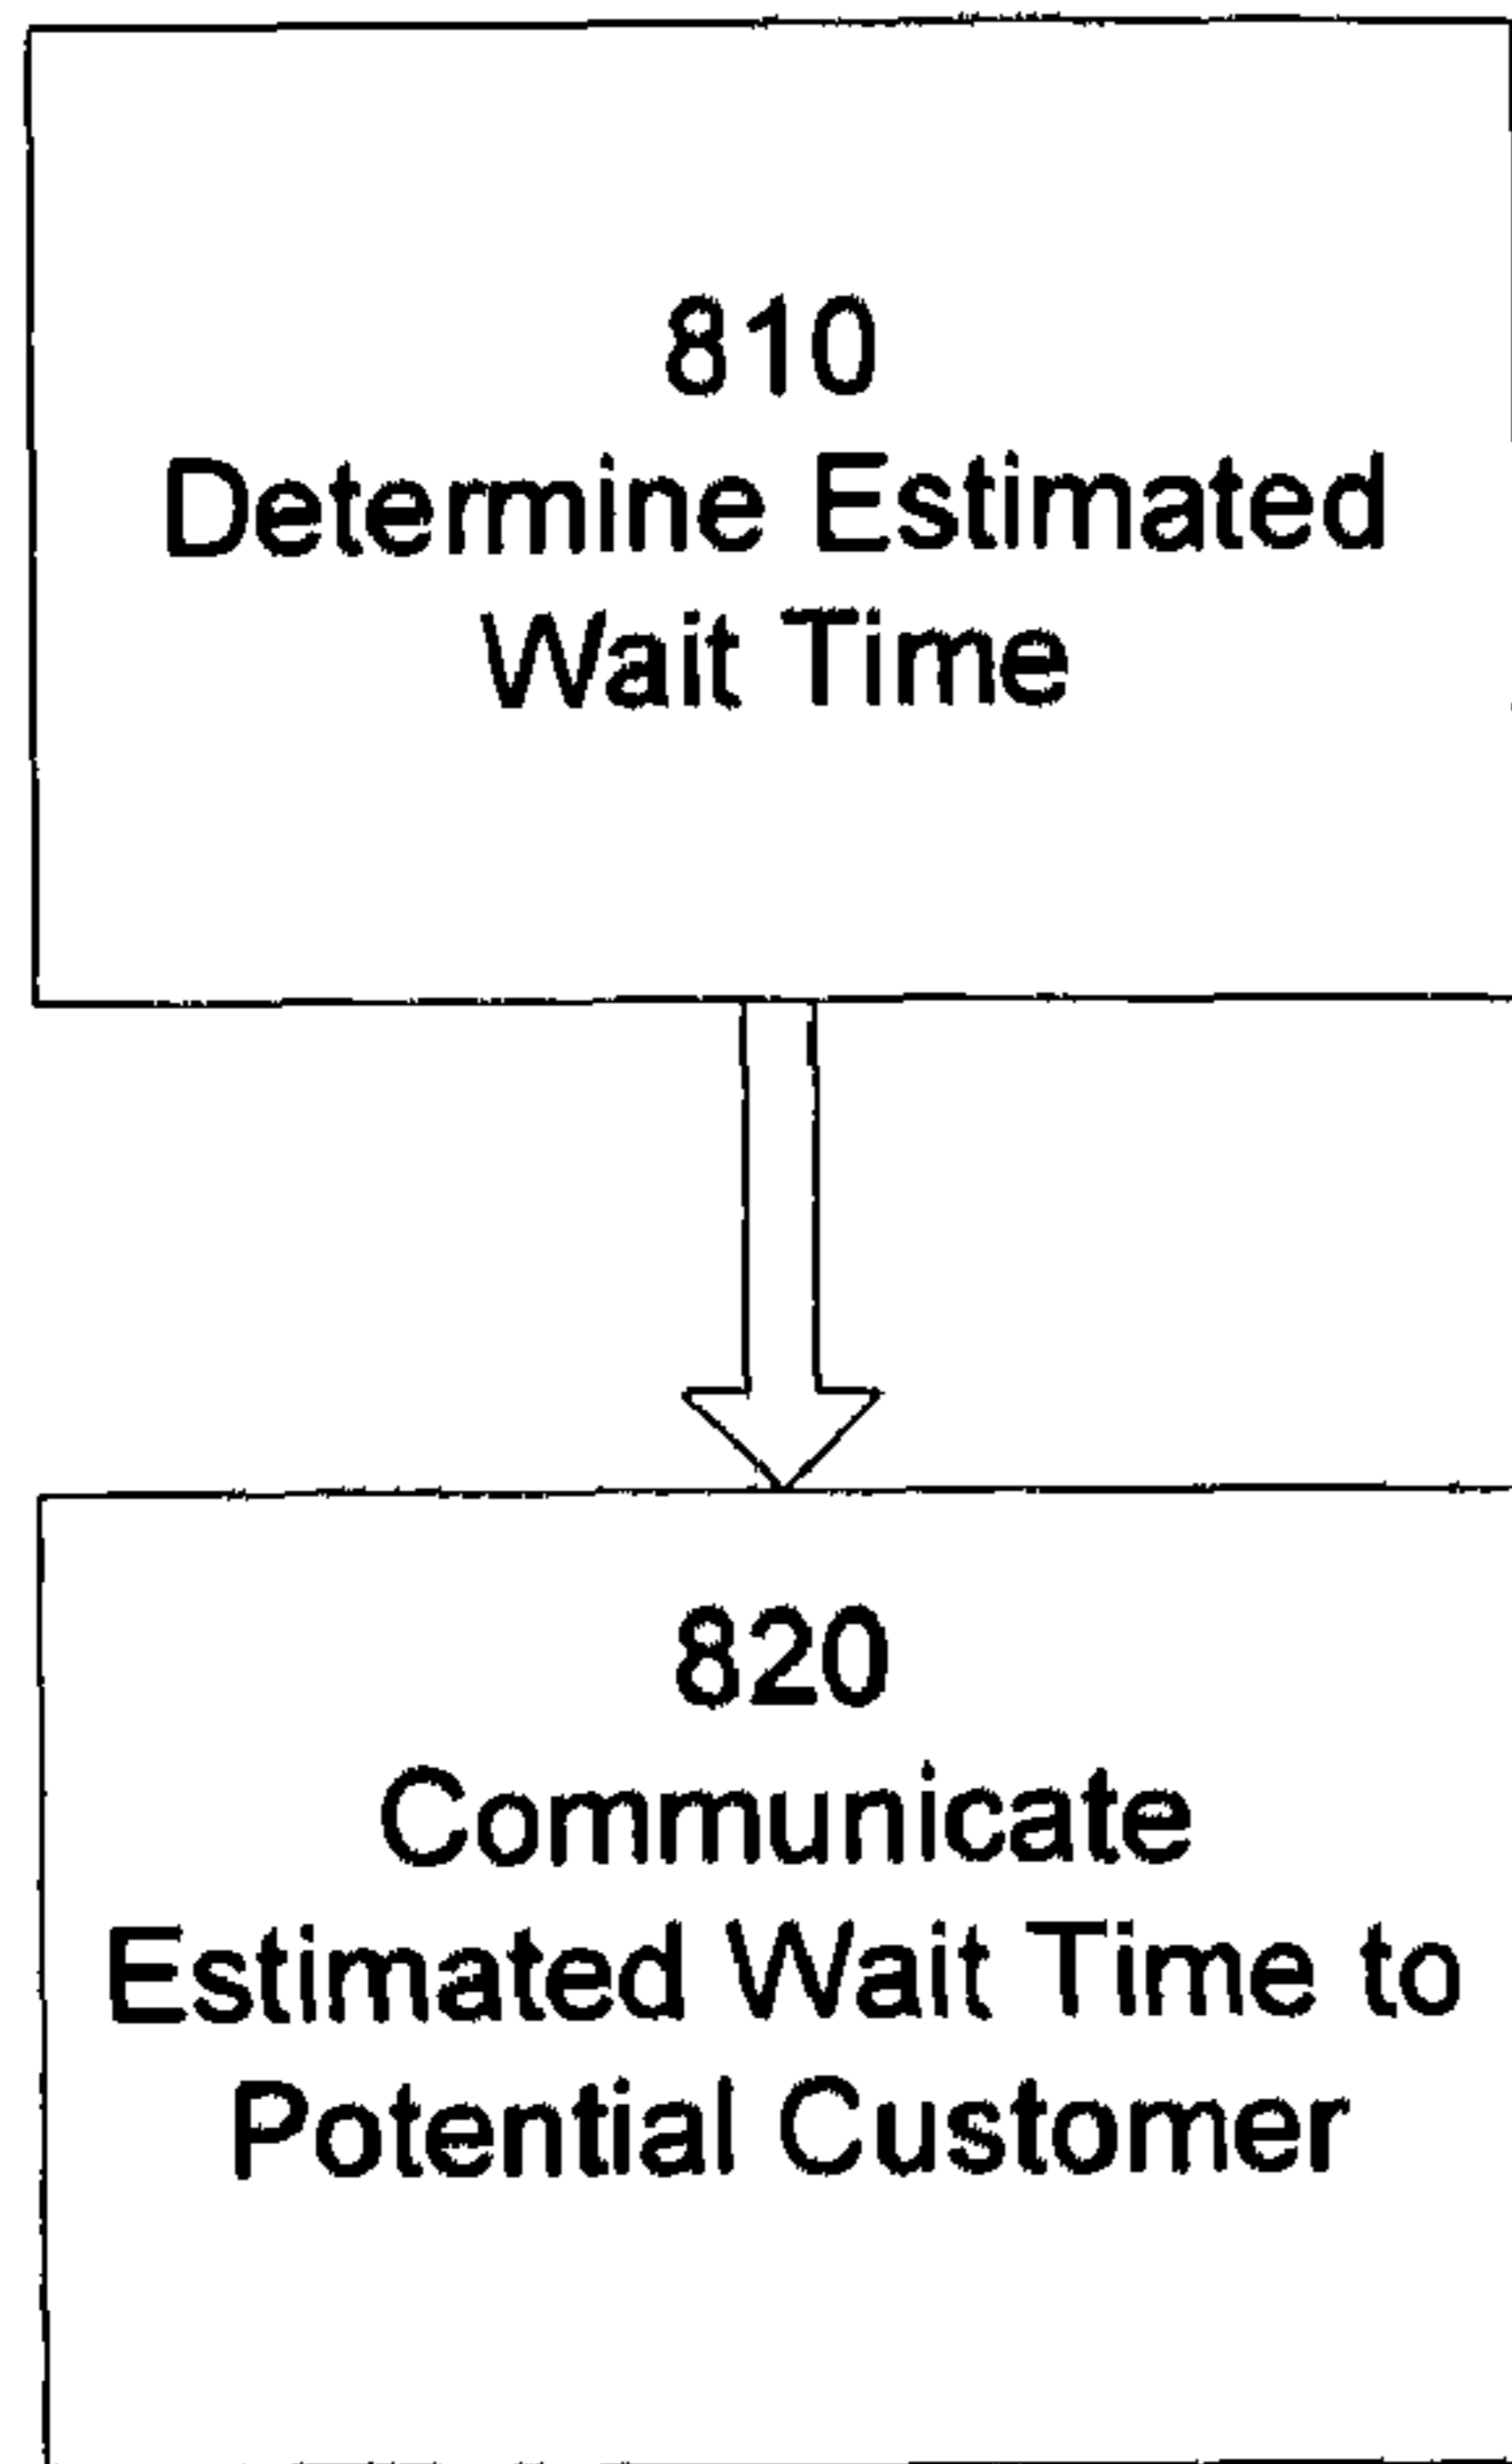 810
Determine Estimated
Wait Time
820
Communicate
Estimated Wait Time to
Potential Customer